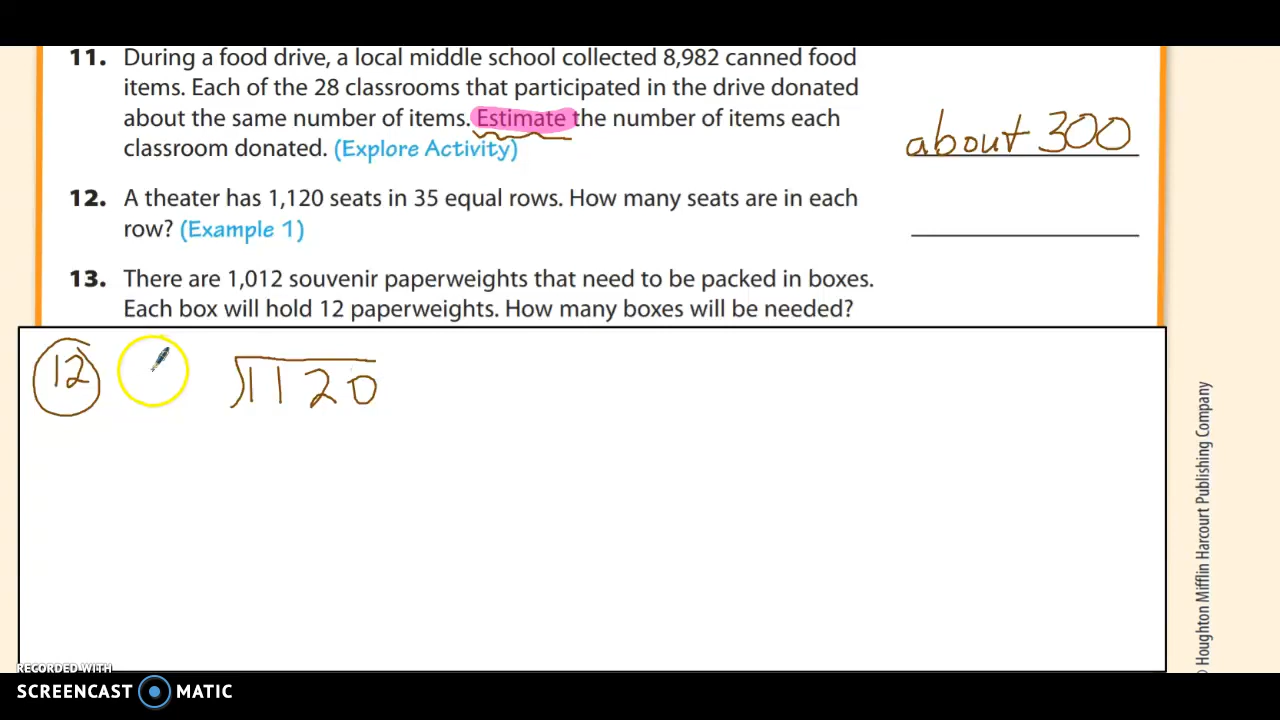 11. During a food drive, a local middle school collected 8,982 canned food
items. Each of the 28 classrooms that participated in the drive donated
about the same number of items. Estimate the number of items each
classroom donated. (Explore Activity)
about 300
12. A theater has 1,120 seats in 35 equal rows. How many seats are in each
row? (Example 1)
13. There are 1,012 souvenir paperweights that need to be packed in boxes.
Each box will hold 12 paperweights. How many boxes will be needed?
12 1120
Houghton Mifflin Harcourt Publishing Company
RECORDED WITH
SCREENCAST MATIC